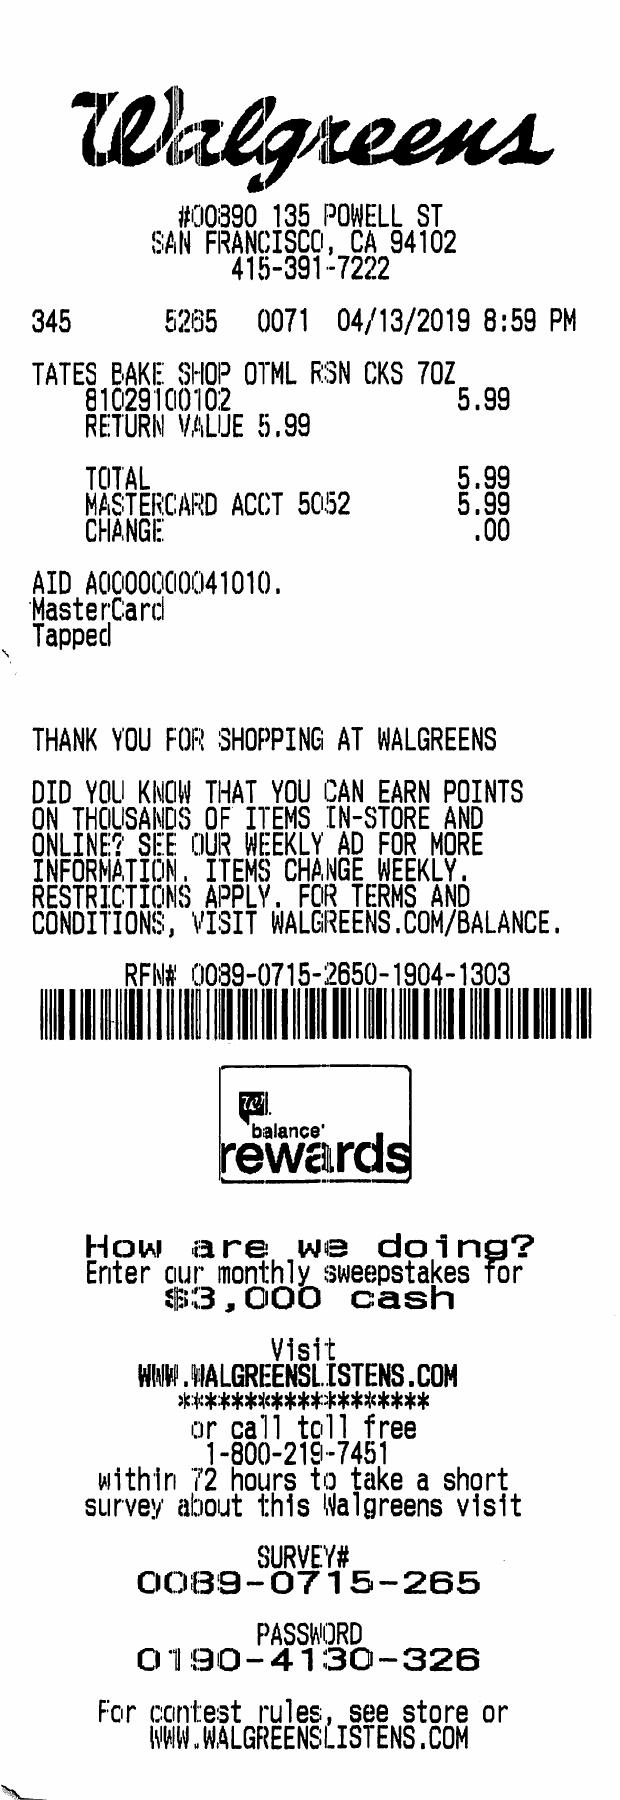 Walgreens
#00890 135 POWELL ST
SAN FRANCISCO, CA 94102
415-391-7222
345 5265 0071 04/13/2019 8:59 PM
TATES BAKE SHOP OTML RSN CKS 7OZ
81029100102 5.99
RETURN VALUE 5.99
TOTAL 5.99
MASTERCARD ACCT 5052 5.99
CHANGE .00
AID A0000000041010.
MasterCard
Tapped
THANK YOU FOR SHOPPING AT WALGREENS
DID YOU KNOW THAT YOU CAN EARN POINTS
ON THOUSANDS OF ITEMS IN-STORE AND
ONLINE? SEE OUR WEEKLY AD FOR MORE
INFORMATION. ITEMS CHANGE WEEKLY.
RESTRICTIONS APPLY. FOR TERMS AND
CONDITIONS, VISIT WALGREENS.COM/BALANCE.
RFN# 0089-0715-2650-1904-1303
W
balance'
rewards
How are we doing?
Enter our monthly sweepstakes for
$3,000 cash
Visit
WWW.WALGREENSLISTENS.COM
*******************
or call toll free
1-800-219-7451
within 72 hours to take a short
survey about this Walgreens visit
SURVEY#
0089-0715-265
PASSWORD
0190-4130-326
For contest rules, see store or
WWW.WALGREENSLISTENS.COM